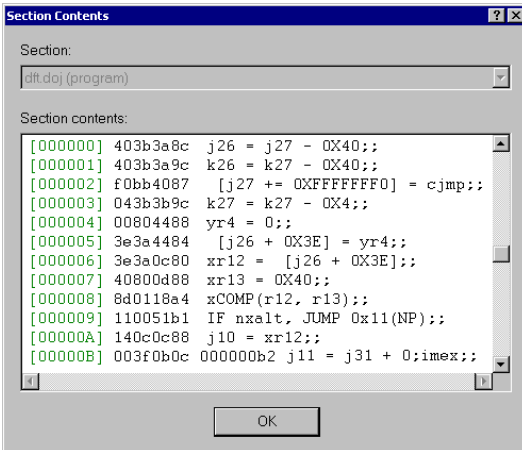 Section Contents
Section:
dft.doj (program)
Section contents:
[000000] 403b3a8c j26 = j27 - 0X40;;
[000001] 403b3a9c k26 = k27 - 0X40;;
[000002] f0bb4087 [j27 += 0XFFFFFFF0] = cjmp;;
[000003] 043b3b9c k27 = k27 - 0X4;;
[000004] 00804488 yr4 = 0;;
[000005] 3e3a4484 [j26 + 0X3E] = yr4;;
[000006] 3e3a0c80 xr12 = [j26 + 0X3E];;
[000007] 40800d88 xr13 = 0X40;;
[000008] 8d0118a4 xCOMP(r12, r13);;
[000009] 110051b1 IF nxalt, JUMP 0x11(NP);;
[00000A] 140c0c88 j10 = xr12;;
[00000B] 003f0b0c 000000b2 j11 = j31 + 0;imex;;
OK